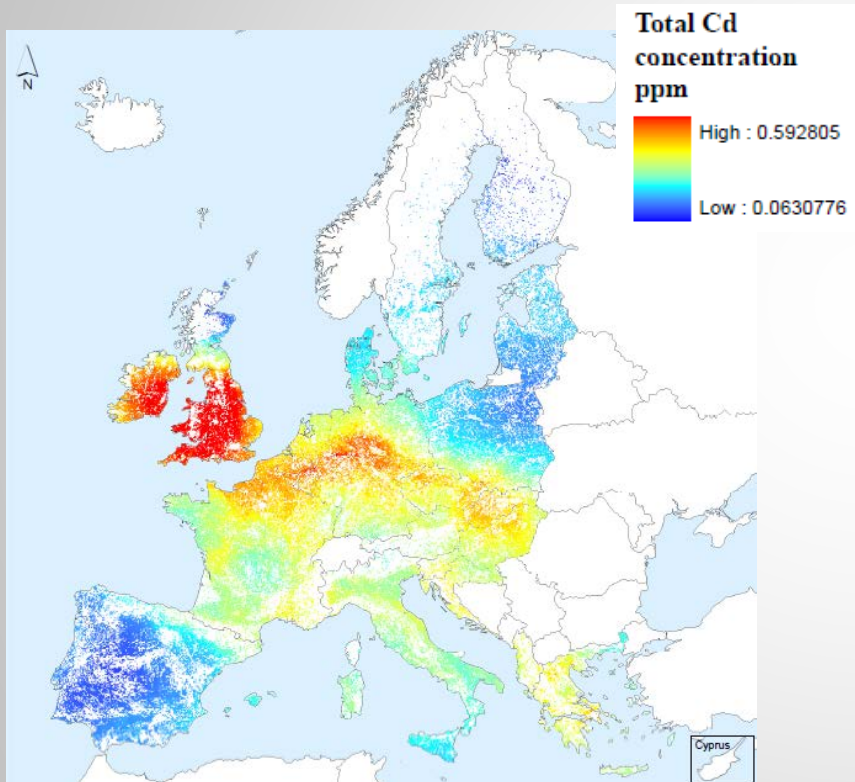 Total Cd
concentration
ppm
High : 0.592805
Low : 0.0630776
N
Cyprus